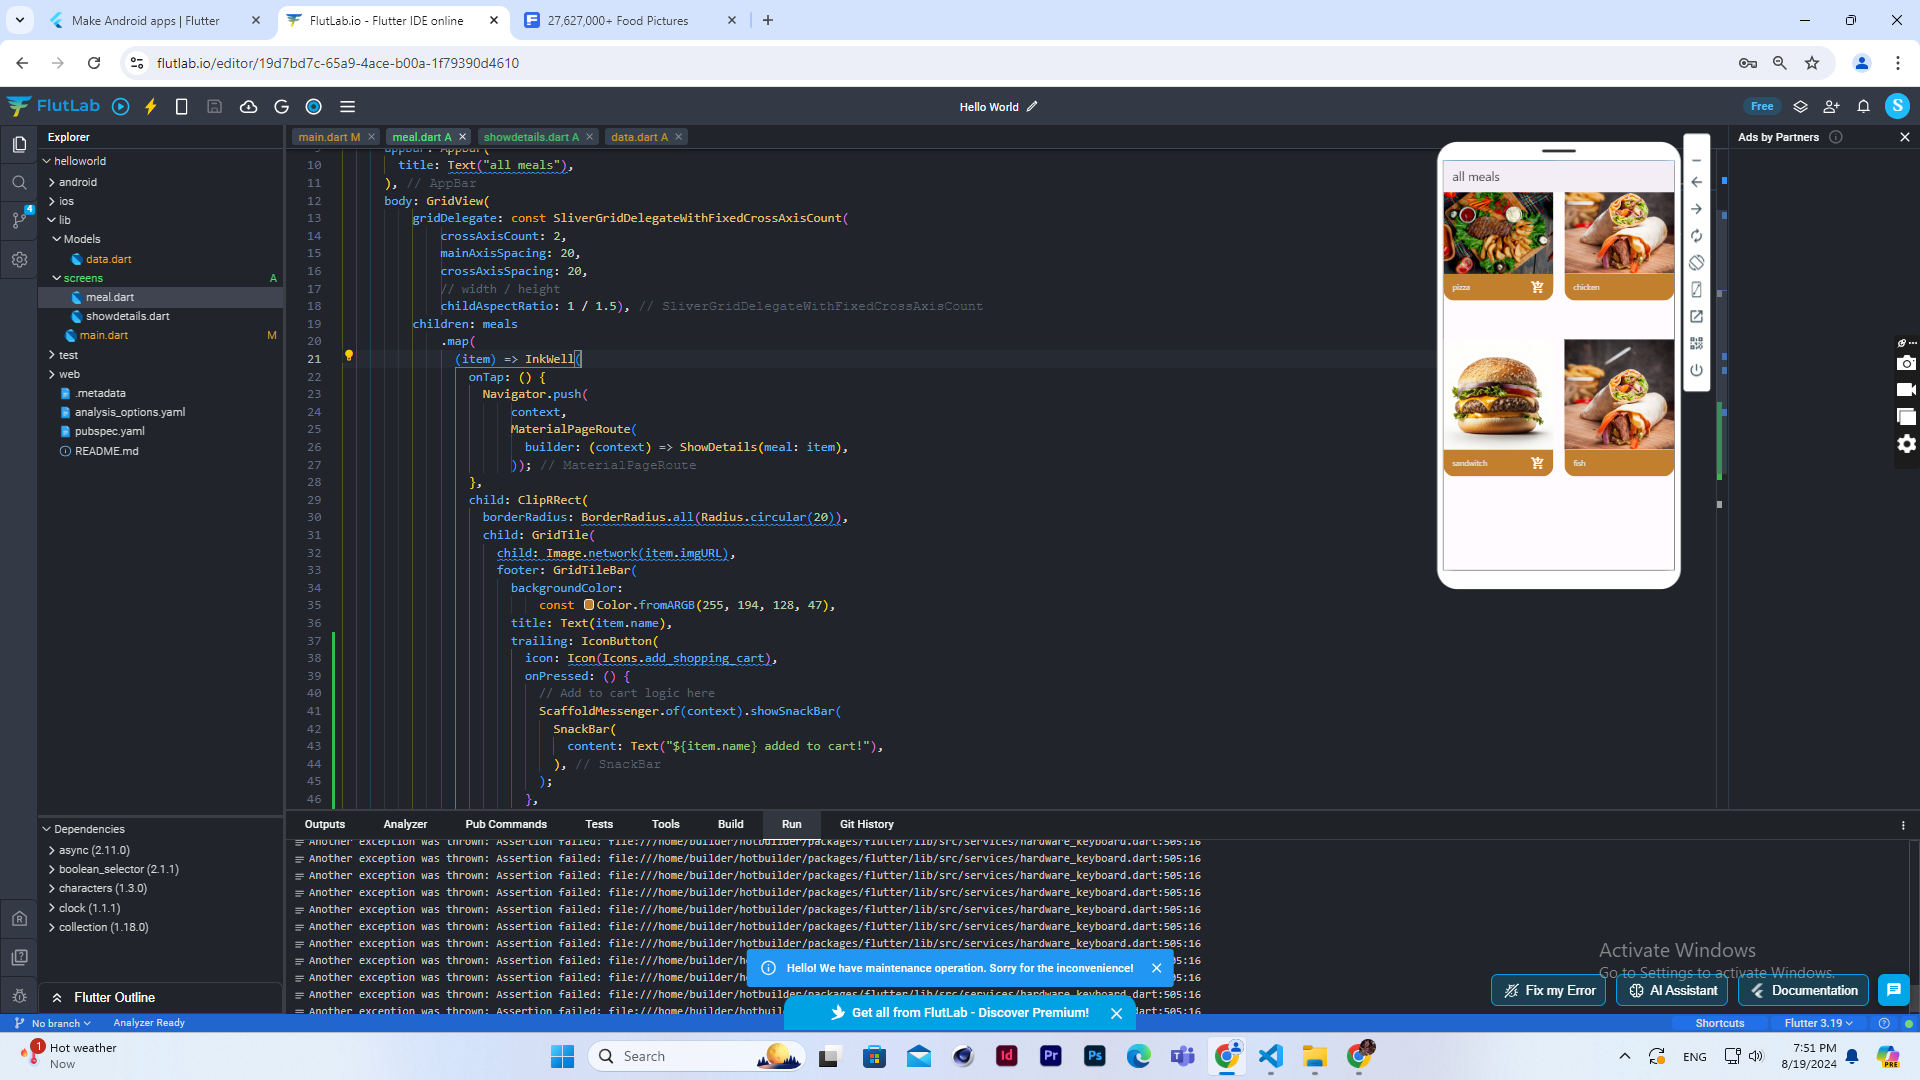 Make Android apps | Flutter
FlutLab.io - Flutter IDE online
27,627,000+ Food Pictures
flutlab.io/editor/19d7bd7c-65a9-4ace-b00a-1f79390d4610
FlutLab
Hello World
Free
S
Explorer
main.dart M
meal.dart A
showdetails.dart A
data.dart A
Ads by Partners
helloworld
android
ios
lib
4
Models
data.dart
screens
A
meal.dart
showdetails.dart
main.dart
M
test
web
.metadata
analysis_options.yaml
pubspec.yaml
README.md
appBar: AppBar(
10 title: Text("all meals"),
11 ), // AppBar
12 body: GridView(
13 gridDelegate: const SliverGridDelegateWithFixedCrossAxisCount(
14 crossAxisCount: 2,
15 mainAxisSpacing: 20,
16 crossAxisSpacing: 20,
17 // width / height
18 childAspectRatio: 1 / 1.5), // SliverGridDelegateWithFixedCrossAxisCount
19 children: meals
20 .map(
21 (item) => InkWell(
22 onTap: () {
23 Navigator.push(
24 context,
25 MaterialPageRoute(
26 builder: (context) => ShowDetails(meal: item),
27 )); // MaterialPageRoute
28 },
29 child: ClipRRect(
30 borderRadius: BorderRadius.all(Radius.circular(20)),
31 child: GridTile(
32 child: Image.network(item.imgURL),
33 footer: GridTileBar(
34 backgroundColor:
35 const Color.fromARGB(255, 194, 128, 47),
36 title: Text(item.name),
37 trailing: IconButton(
38 icon: Icon(Icons.add_shopping_cart),
39 onPressed: () {
40 // Add to cart logic here
41 ScaffoldMessenger.of(context).showSnackBar(
42 SnackBar(
43 content: Text("${item.name} added to cart!"),
44 ), // SnackBar
45 );
46 },
all meals
pizza
chicken
sandwitch
fish
Dependencies
async (2.11.0)
boolean_selector (2.1.1)
characters (1.3.0)
clock (1.1.1)
collection (1.18.0)
Flutter Outline
Outputs
Analyzer
Pub Commands
Tests
Tools
Build
Run
Git History
Another exception was thrown: Assertion failed: file:///home/builder/hotbuilder/packages/flutter/lib/src/services/hardware_keyboard.dart:505:16
Another exception was thrown: Assertion failed: file:///home/builder/hotbuilder/packages/flutter/lib/src/services/hardware_keyboard.dart:505:16
Another exception was thrown: Assertion failed: file:///home/builder/hotbuilder/packages/flutter/lib/src/services/hardware_keyboard.dart:505:16
Another exception was thrown: Assertion failed: file:///home/builder/hotbuilder/packages/flutter/lib/src/services/hardware_keyboard.dart:505:16
Another exception was thrown: Assertion failed: file:///home/builder/hotbuilder/packages/flutter/lib/src/services/hardware_keyboard.dart:505:16
Another exception was thrown: Assertion failed: file:///home/builder/hotbuilder/packages/flutter/lib/src/services/hardware_keyboard.dart:505:16
Another exception was thrown: Assertion failed: file:///home/builder/hotbuilder/packages/flutter/lib/src/services/hardware_keyboard.dart:505:16
Another exception was thrown: Assertion failed: file:///home/
:505:16
Another exception was thrown: Assertion failed: file:///home/
:505:16
Another exception was thrown: Assertion failed: file:///home/builder/hotbuilder/packages/flutter/lib/src/services/hardware_keyboard.dart:505:16
Another exception was thrown: Assertion failed: file:///home/buil
dart:505:16
Hello! We have maintenance operation. Sorry for the inconvenience!
Get all from FlutLab - Discover Premium!
Activate Windows
Go to Settings to activate Windows.
Fix my Error
AI Assistant
Documentation
No branch
Analyzer Ready
Shortcuts
Flutter 3.19
1
Hot weather
Now
Search
Id
Pr
Ps
ENG
7:51 PM
8/19/2024
PRE